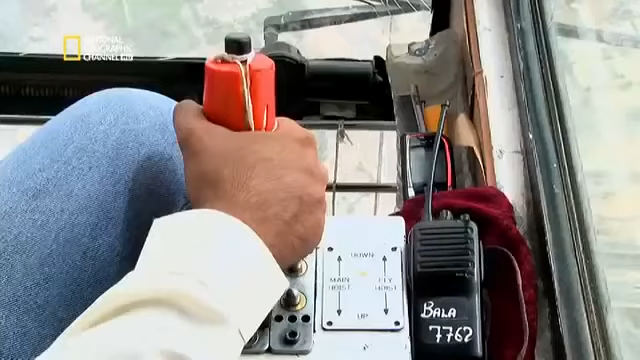 NATIONAL
GEOGRAPHIC
CHANNEL
DOWN
MAIN
HOIST
FLY
HOIST
UP
BALA
7762